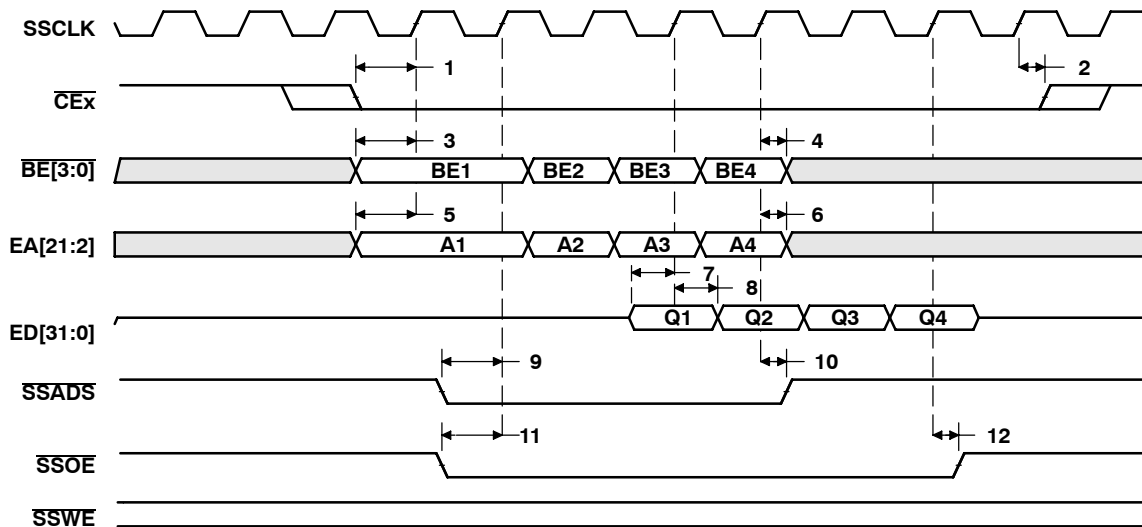 SSCLK
1 2
CEx
3 4
BE[3:0] BE1 BE2 BE3 BE4
5 6
EA[21:2] A1 A2 A3 A4
7
8
ED[31:0] Q1 Q2 Q3 Q4
9 10
SSADS
11 12
SSOE
SSWE